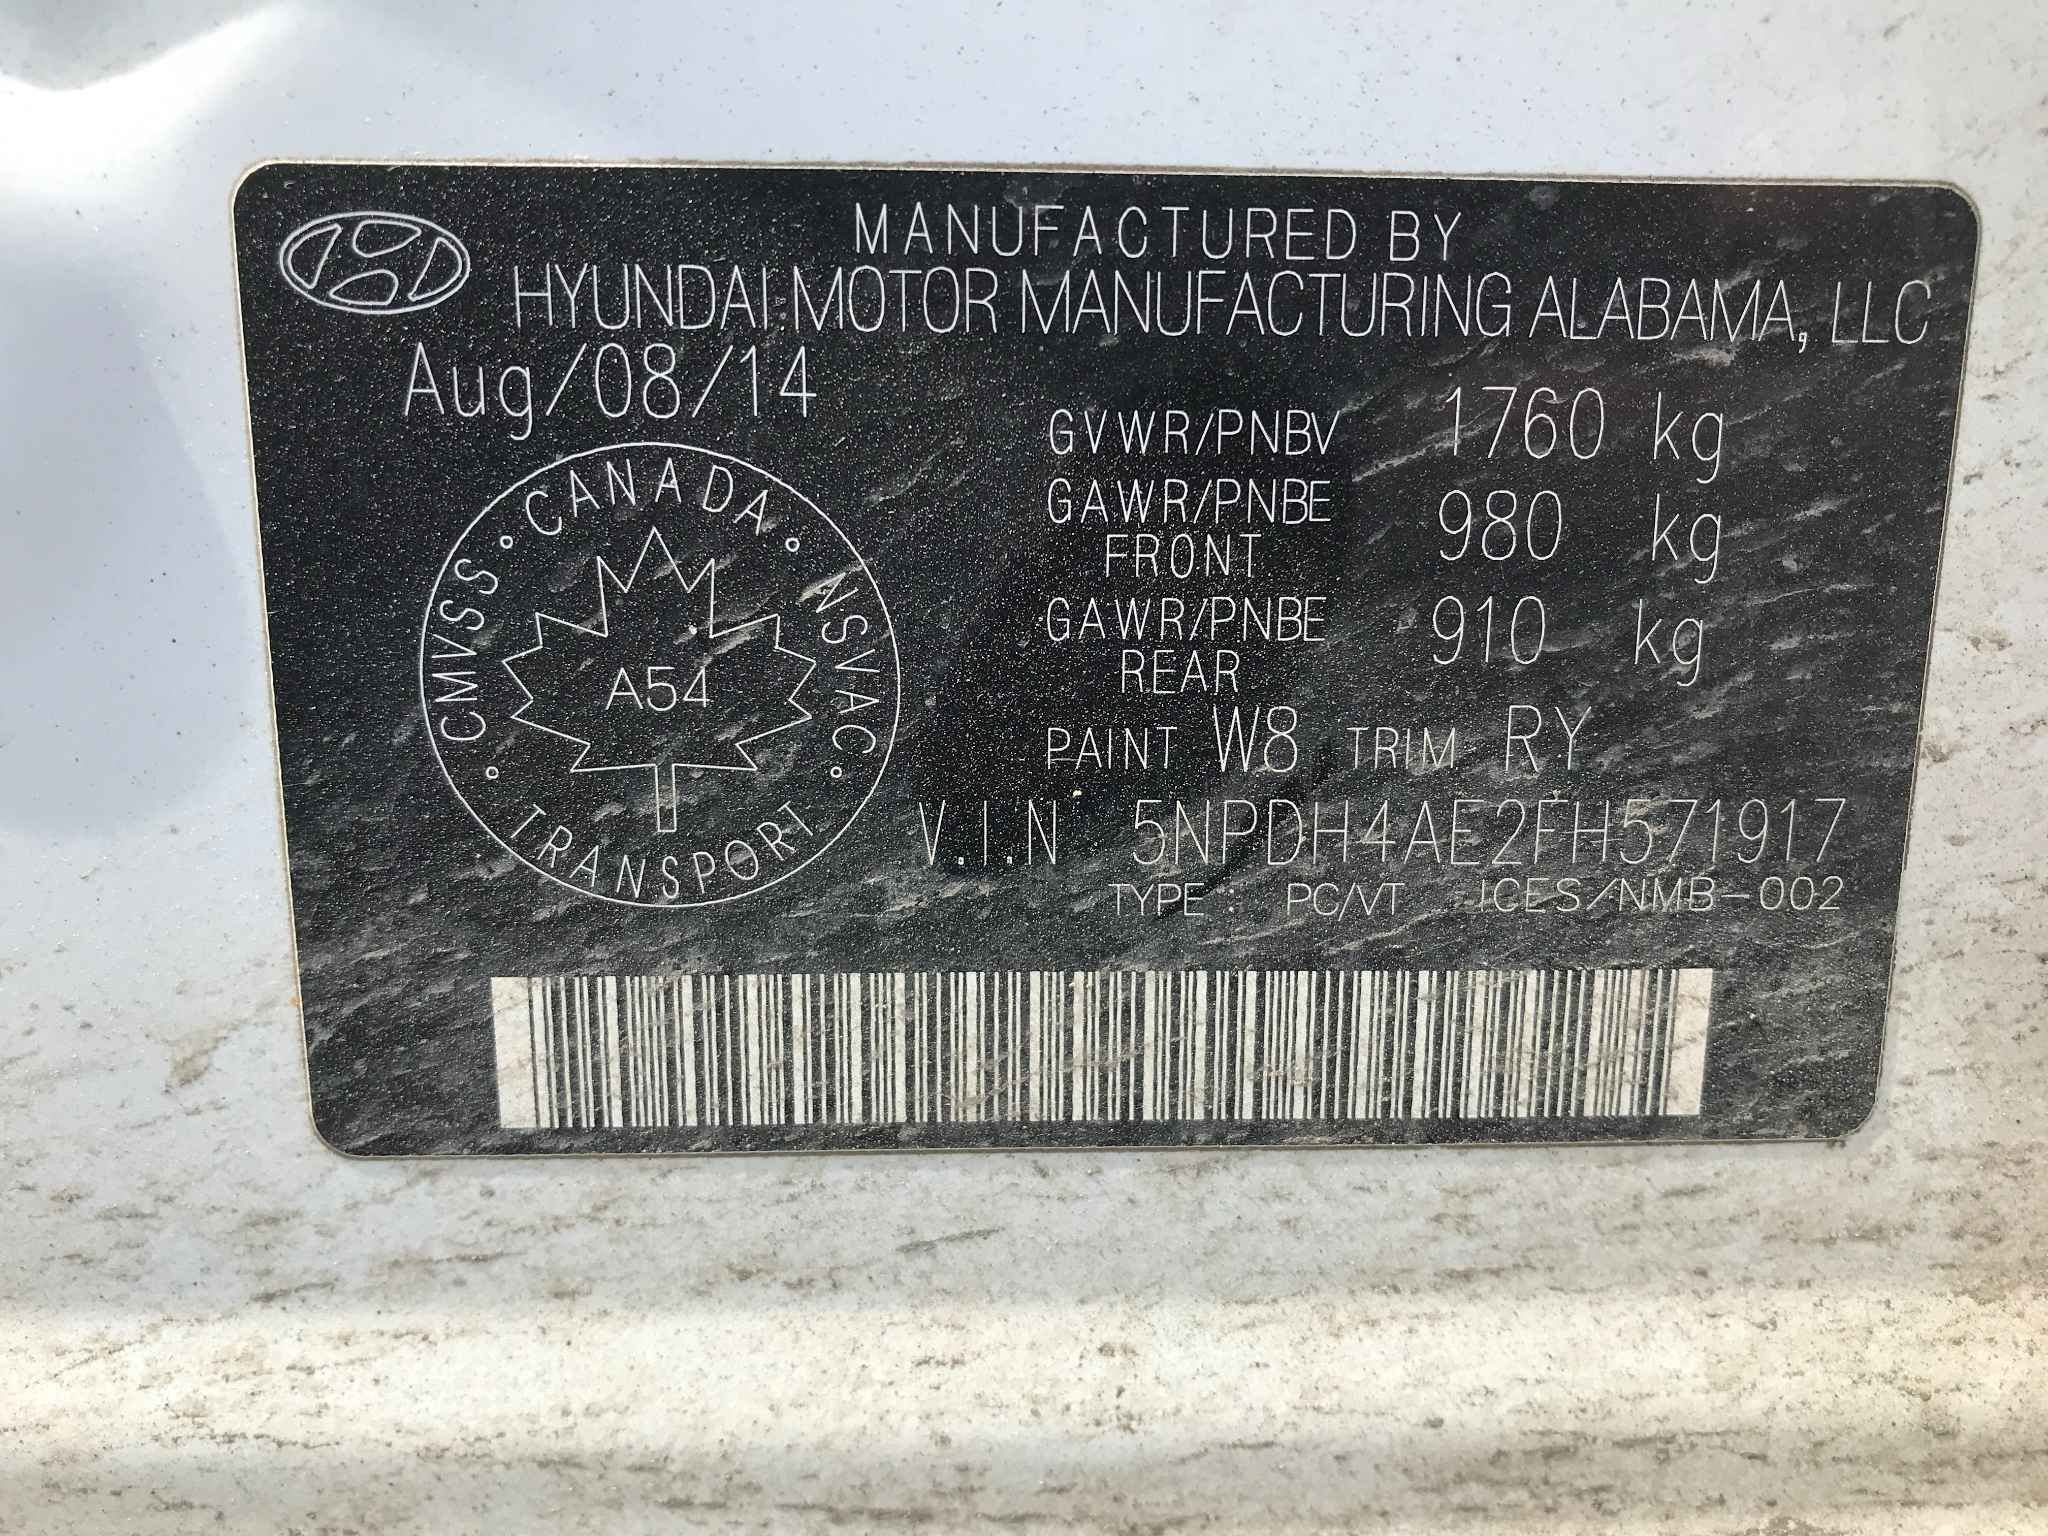 MANUFACTURED BY
HYUNDAI MOTOR MANUFACTURING ALABAMA, LLC
Aug/08/14
GVWR/PNBV 1760 kg
GAWR/PNBE FRONT 980 kg
GAWR/PNBE REAR 910 kg
CANADA · NSVAC · TRANSPORT · CMVSS ·
A54
PAINT W8 TRIM RY
V.I.N 5NPDH4AE2FH571917
TYPE : PC/VT ICES/NMB-002